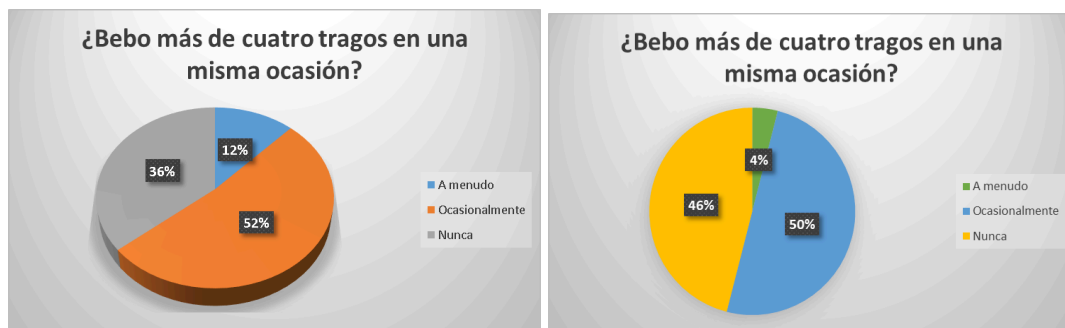 ¿Bebo más de cuatro tragos en una
misma ocasión?
12%
36%
52%
A menudo
Ocasionalmente
Nunca
¿Bebo más de cuatro tragos en una
misma ocasión?
4%
46%
50%
A menudo
Ocasionalmente
Nunca